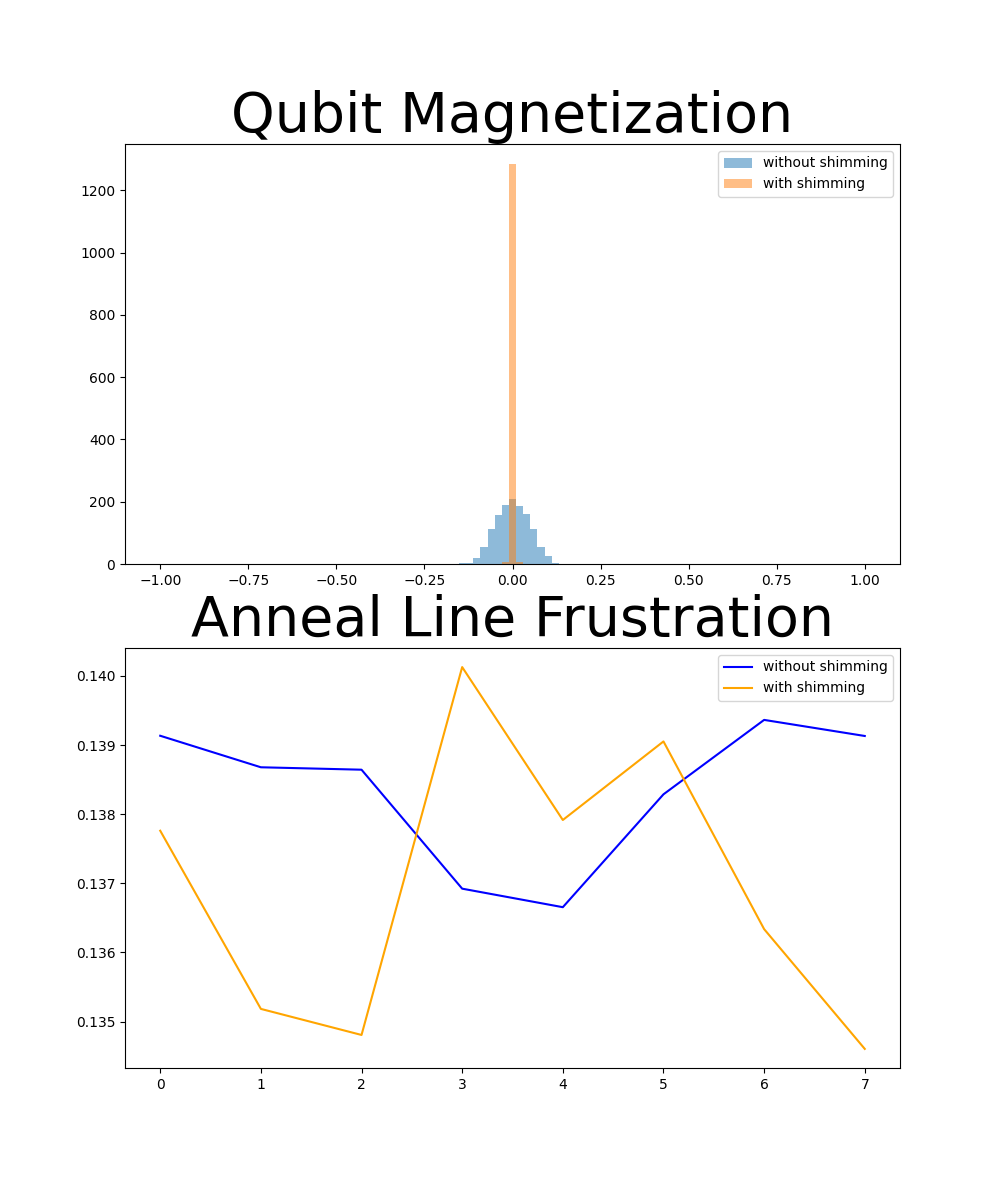 Qubit Magnetization
without shimming
with shimming
1200
1000
800
600
400
200
0
−1.00 −0.75 −0.50 −0.25 0.00 0.25 0.50 0.75 1.00
Anneal Line Frustration
without shimming
with shimming
0.140
0.139
0.138
0.137
0.136
0.135
0 1 2 3 4 5 6 7